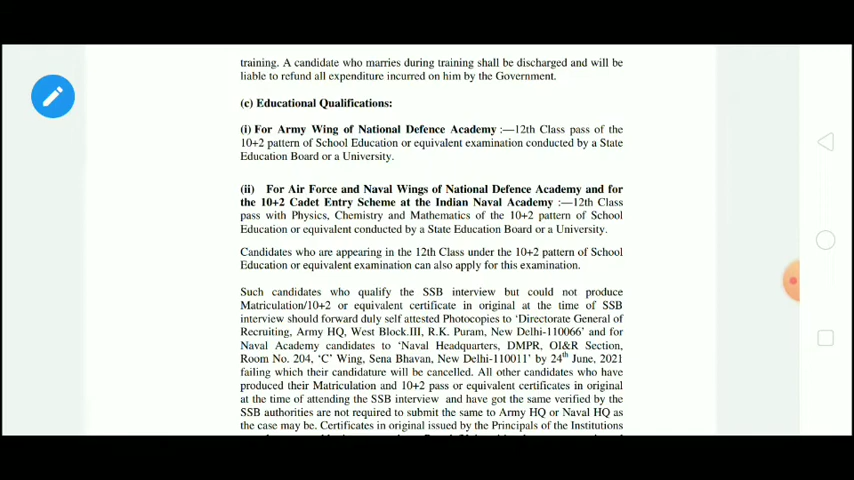 training. A candidate who marries during training shall be discharged and will be
liable to refund all expenditure incurred on him by the Government.
(c) Educational Qualifications:
(i) For Army Wing of National Defence Academy :—12th Class pass of the
10+2 pattern of School Education or equivalent examination conducted by a State
Education Board or a University.
(ii) For Air Force and Naval Wings of National Defence Academy and for
the 10+2 Cadet Entry Scheme at the Indian Naval Academy :—12th Class
pass with Physics, Chemistry and Mathematics of the 10+2 pattern of School
Education or equivalent conducted by a State Education Board or a University.
Candidates who are appearing in the 12th Class under the 10+2 pattern of School
Education or equivalent examination can also apply for this examination.
Such candidates who qualify the SSB interview but could not produce
Matriculation/10+2 or equivalent certificate in original at the time of SSB
interview should forward duly self attested Photocopies to ‘Directorate General of
Recruiting, Army HQ, West Block.III, R.K. Puram, New Delhi-110066’ and for
Naval Academy candidates to ‘Naval Headquarters, DMPR, OI&R Section,
Room No. 204, ‘C’ Wing, Sena Bhavan, New Delhi-110011’ by 24th June, 2021
failing which their candidature will be cancelled. All other candidates who have
produced their Matriculation and 10+2 pass or equivalent certificates in original
at the time of attending the SSB interview and have got the same verified by the
SSB authorities are not required to submit the same to Army HQ or Naval HQ as
the case may be. Certificates in original issued by the Principals of the Institutions